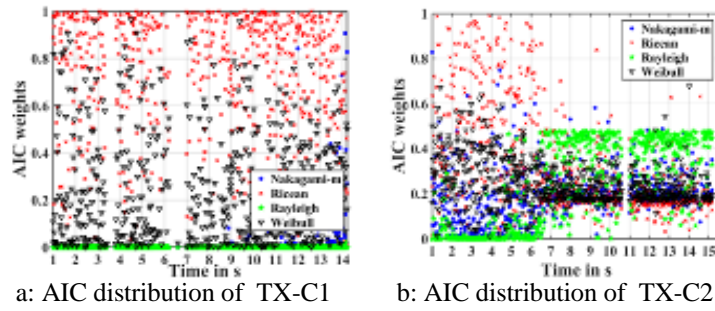 AIC weights
1
0.8
0.6
0.4
0.2
0
Nakagami-m
Ricean
Rayleigh
Weibull
1 2 3 4 5 6 7 8 9 10 11 12 13 14
Time in s
a: AIC distribution of TX-C1
AIC weights
1
0.8
0.6
0.4
0.2
0
Nakagami-m
Ricean
Rayleigh
Weibull
1 2 3 4 5 6 7 8 9 10 11 12 13 14 15
Time in s
b: AIC distribution of TX-C2